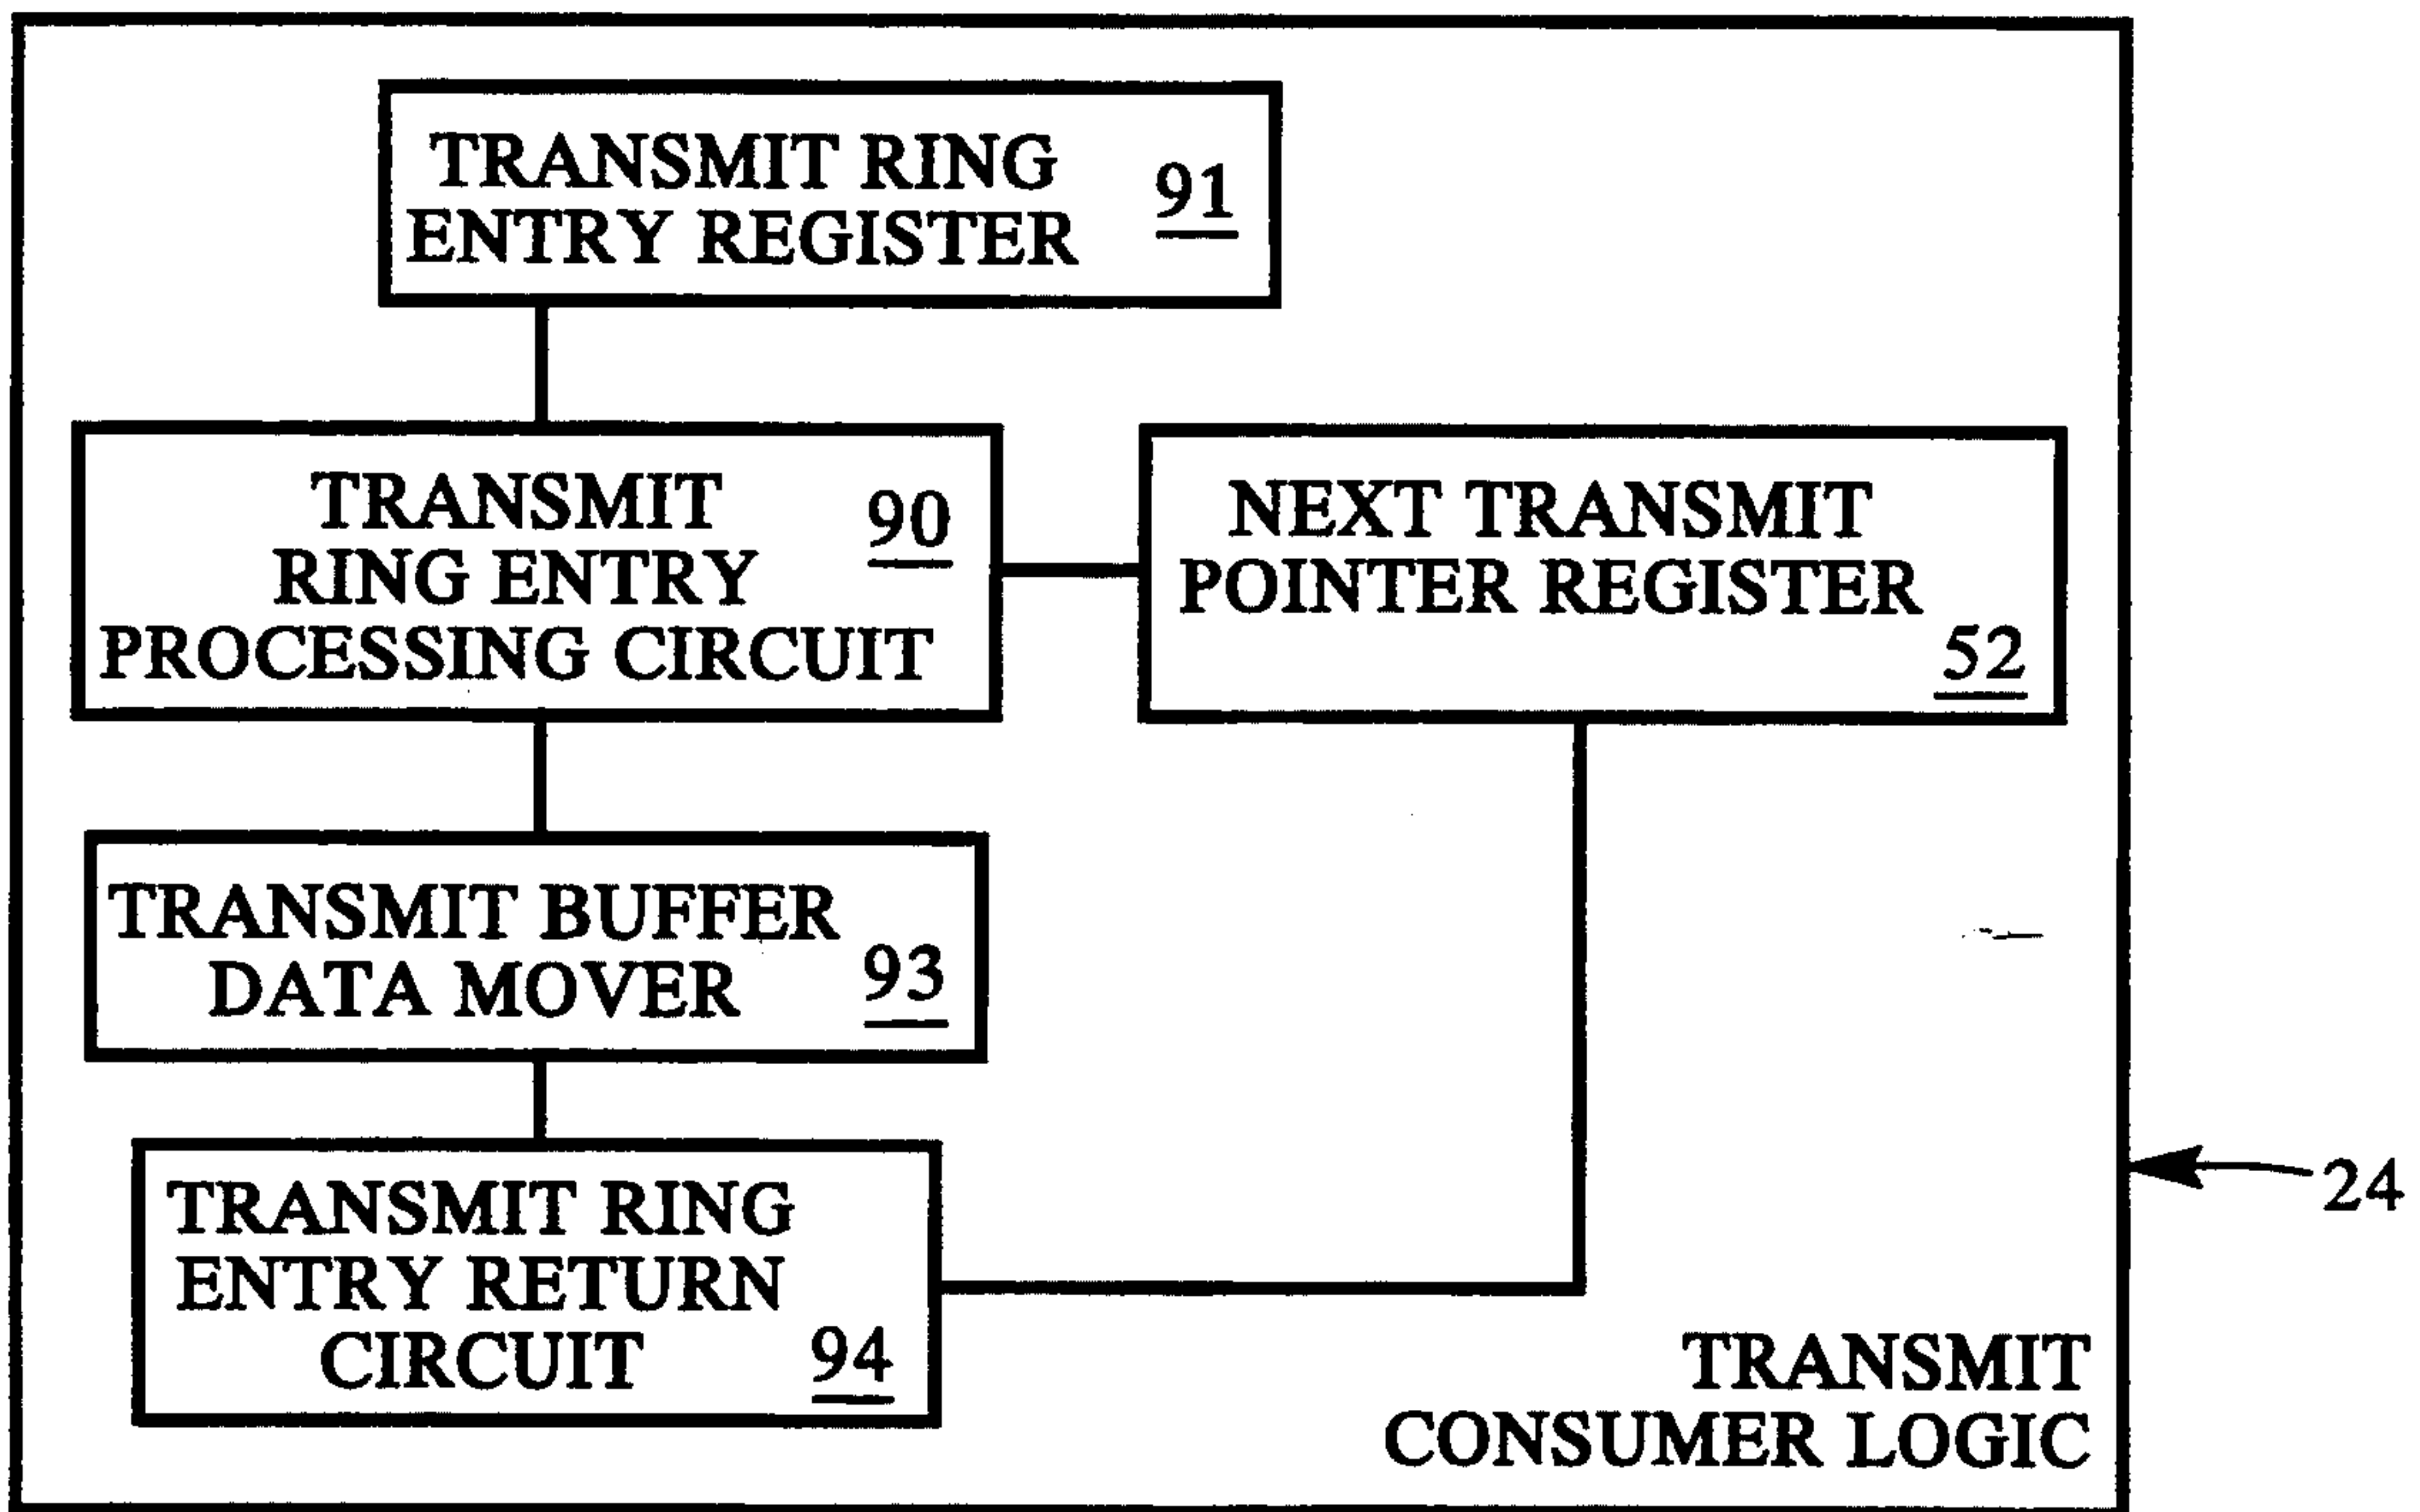 TRANSMIT RING
ENTRY REGISTER
91
TRANSMIT
RING ENTRY
PROCESSING CIRCUIT
90
NEXT TRANSMIT
POINTER REGISTER
52
TRANSMIT BUFFER
DATA MOVER
93
TRANSMIT RING
ENTRY RETURN
CIRCUIT
94
24
TRANSMIT
CONSUMER LOGIC